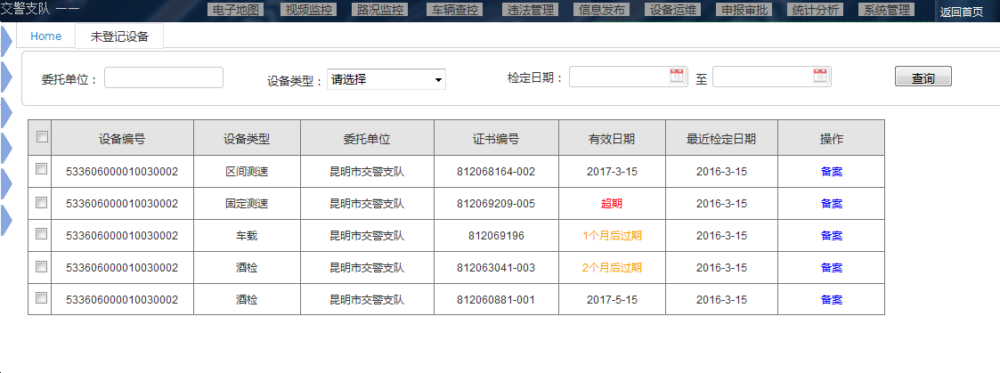 交警支队 一一 电子地图 视频监控 路况监控 车辆查控 违法管理 信息发布 设备运维 申报审批 统计分析 系统管理 返回首页
Home 未登记设备
委托单位： 设备类型： 请选择 检定日期： 至 查询
设备编号 设备类型 委托单位 证书编号 有效日期 最近检定日期 操作
533606000010030002 区间测速 昆明市交警支队 812068164-002 2017-3-15 2016-3-15 备案
533606000010030002 固定测速 昆明市交警支队 812069209-005 超期 2016-3-15 备案
533606000010030002 车载 昆明市交警支队 812069196 1个月后过期 2016-3-15 备案
533606000010030002 酒检 昆明市交警支队 812063041-003 2个月后过期 2016-3-15 备案
533606000010030002 酒检 昆明市交警支队 812060881-001 2017-5-15 2016-3-15 备案